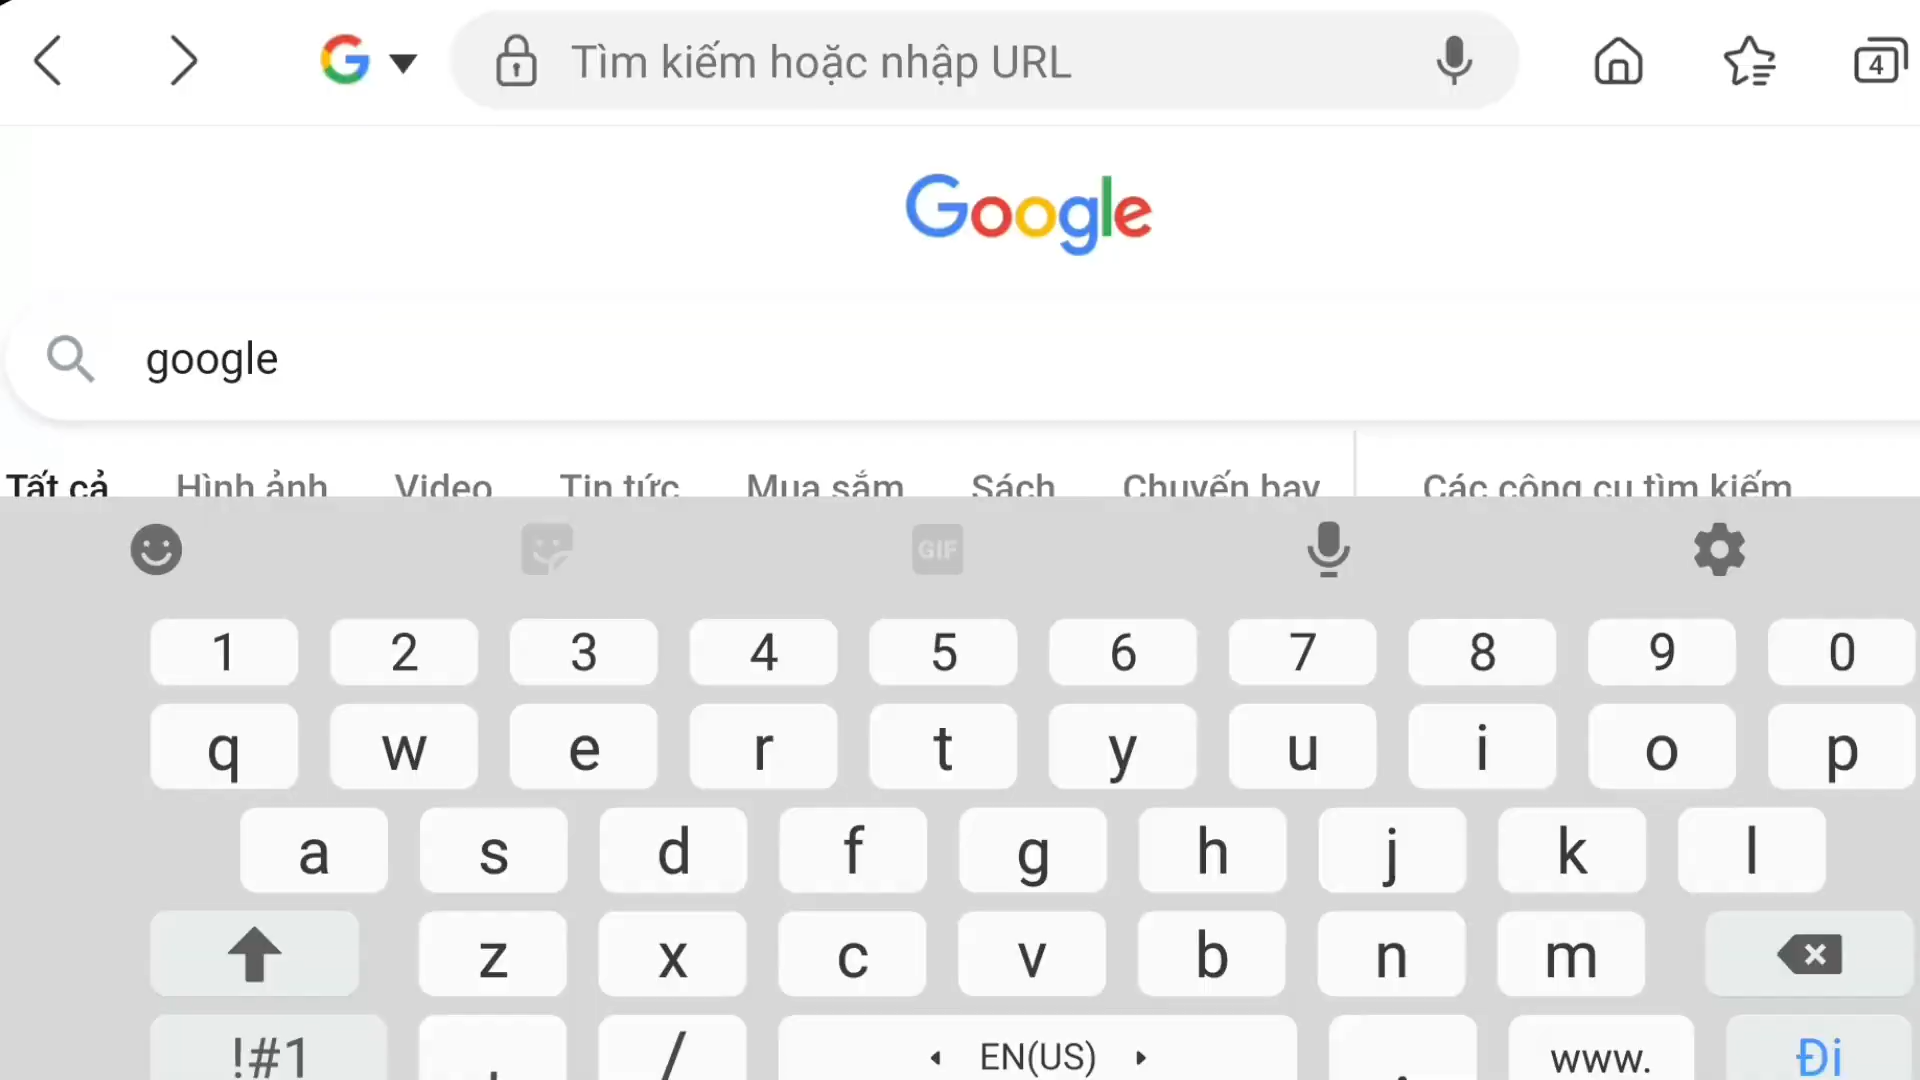 G Tìm kiếm hoặc nhập URL 4
Google
google
Tất cả Hình ảnh Video Tin tức Mua sắm Sách Chuyến bay Các công cụ tìm kiếm
GIF
1 2 3 4 5 6 7 8 9 0
q w e r t y u i o p
a s d f g h j k l
z x c v b n m
!#1 / EN(US) . www. Đi